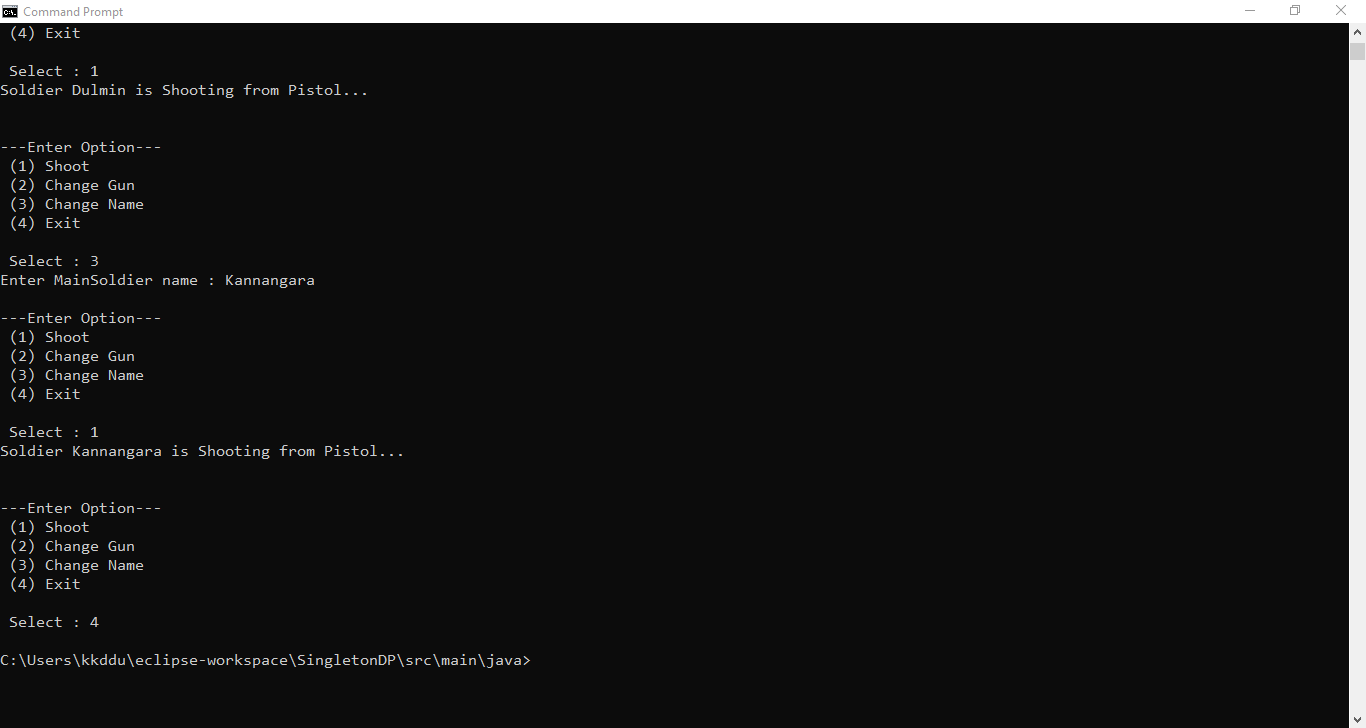 Command Prompt
(4) Exit
Select : 1
Soldier Dulmin is Shooting from Pistol...
---Enter Option---
(1) Shoot
(2) Change Gun
(3) Change Name
(4) Exit
Select : 3
Enter MainSoldier name : Kannangara
---Enter Option---
(1) Shoot
(2) Change Gun
(3) Change Name
(4) Exit
Select : 1
Soldier Kannangara is Shooting from Pistol...
---Enter Option---
(1) Shoot
(2) Change Gun
(3) Change Name
(4) Exit
Select : 4
C:\Users\kkddu\eclipse-workspace\SingletonDP\src\main\java>